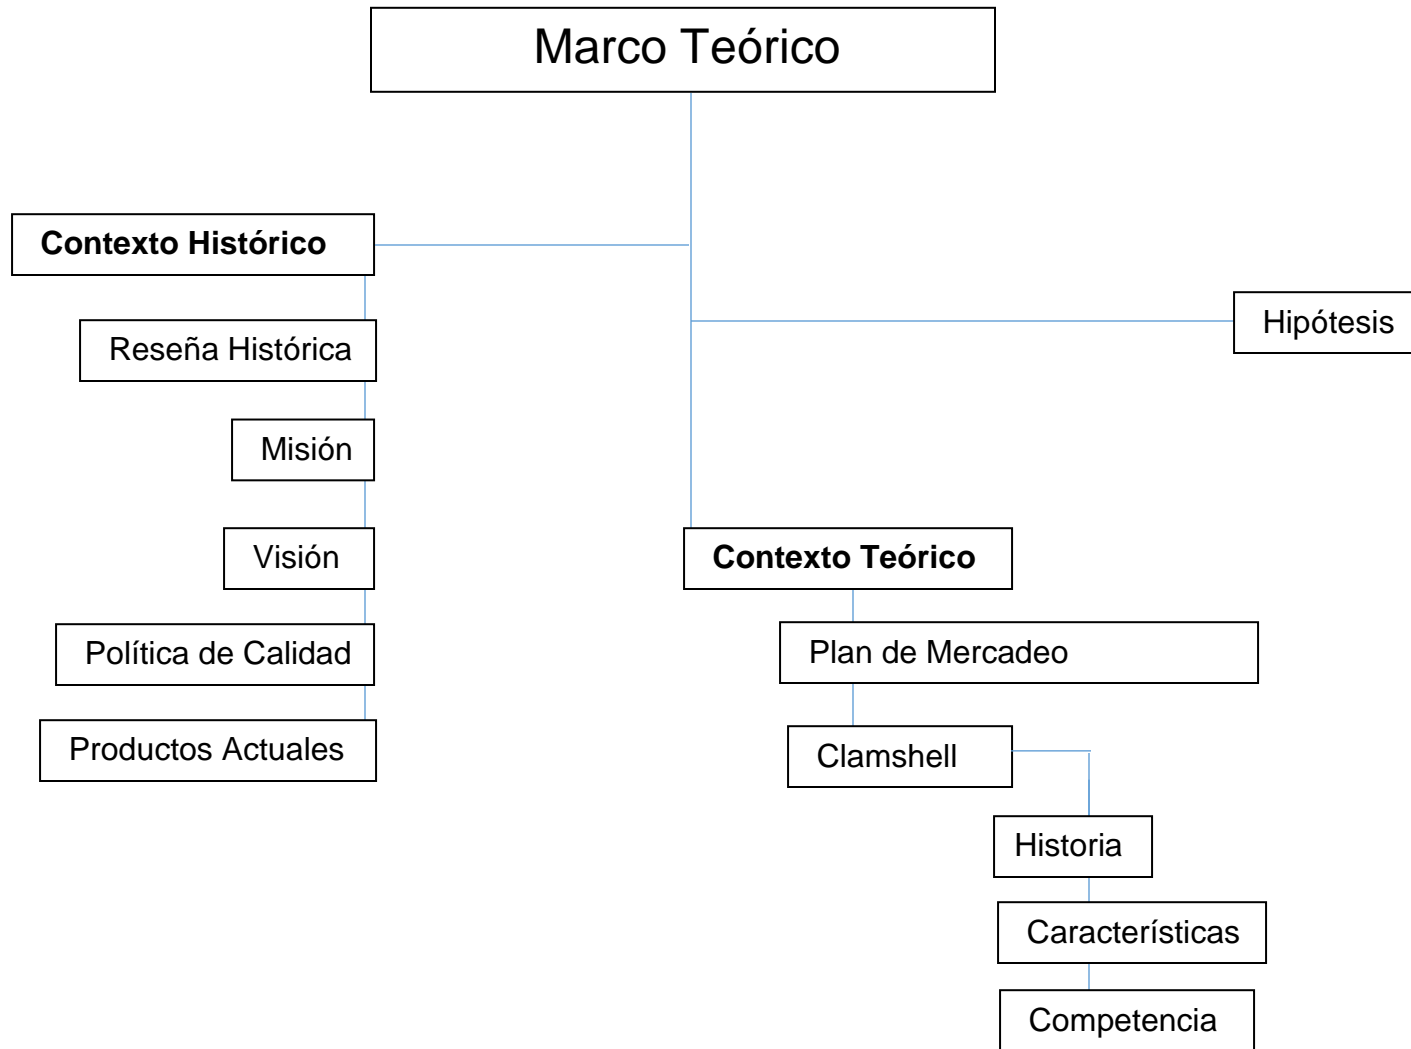 Marco Teórico
Contexto Histórico
Reseña Histórica
Misión
Visión
Política de Calidad
Productos Actuales
Hipótesis
Contexto Teórico
Plan de Mercadeo
Clamshell
Historia
Característícas
Competencia